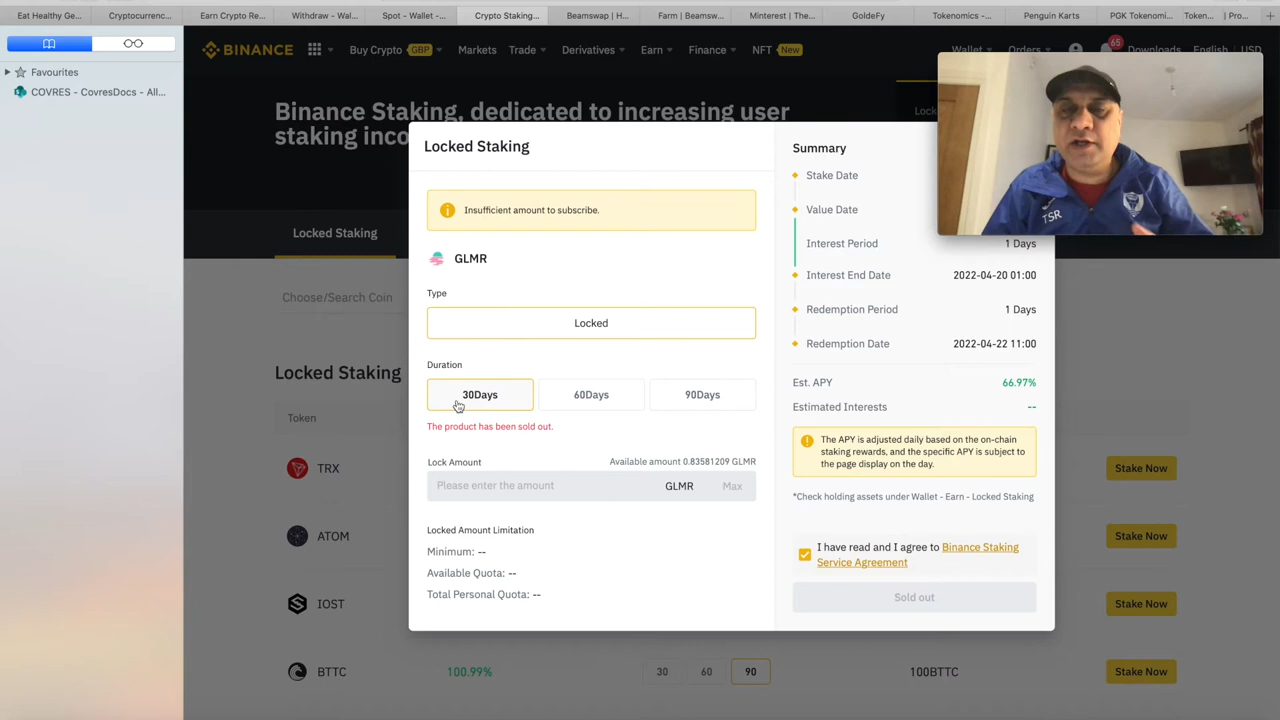 Eat Healthy Ge...
Cryptocurrenc...
Earn Crypto Re...
Withdraw - Wal...
Spot - Wallet -...
Crypto Staking...
Beamswap | H...
Farm | Beamsw...
Minterest | The...
GoldeFy
Tokenomics -...
Penguin Karts
PGK Tokenomi...
Token...
| Pro...
Favourites
COVRES - CovresDocs - All...
BINANCE
Buy Crypto GBP
Markets
Trade
Derivatives
Earn
Finance
NFT New
Wallet
Orders
65
Downloads
English
USD
Binance Staking, dedicated to increasing user
staking inco
Loc
Locked Staking
Choose/Search Coin
Locked Staking
Token
TRX
Stake Now
ATOM
Stake Now
IOST
Stake Now
BTTC
100.99%
30
60
90
100BTTC
Stake Now
Locked Staking
Insufficient amount to subscribe.
GLMR
Type
Locked
Duration
30Days
60Days
90Days
The product has been sold out.
Lock Amount
Available amount 0.83581209 GLMR
Please enter the amount
GLMR
Max
Locked Amount Limitation
Minimum: --
Available Quota: --
Total Personal Quota: --
Summary
Stake Date
Value Date
Interest Period
1 Days
Interest End Date
2022-04-20 01:00
Redemption Period
1 Days
Redemption Date
2022-04-22 11:00
Est. APY
66.97%
Estimated Interests
--
The APY is adjusted daily based on the on-chain
staking rewards, and the specific APY is subject to
the page display on the day.
*Check holding assets under Wallet - Earn - Locked Staking
I have read and I agree to Binance Staking
Service Agreement
Sold out
TSR